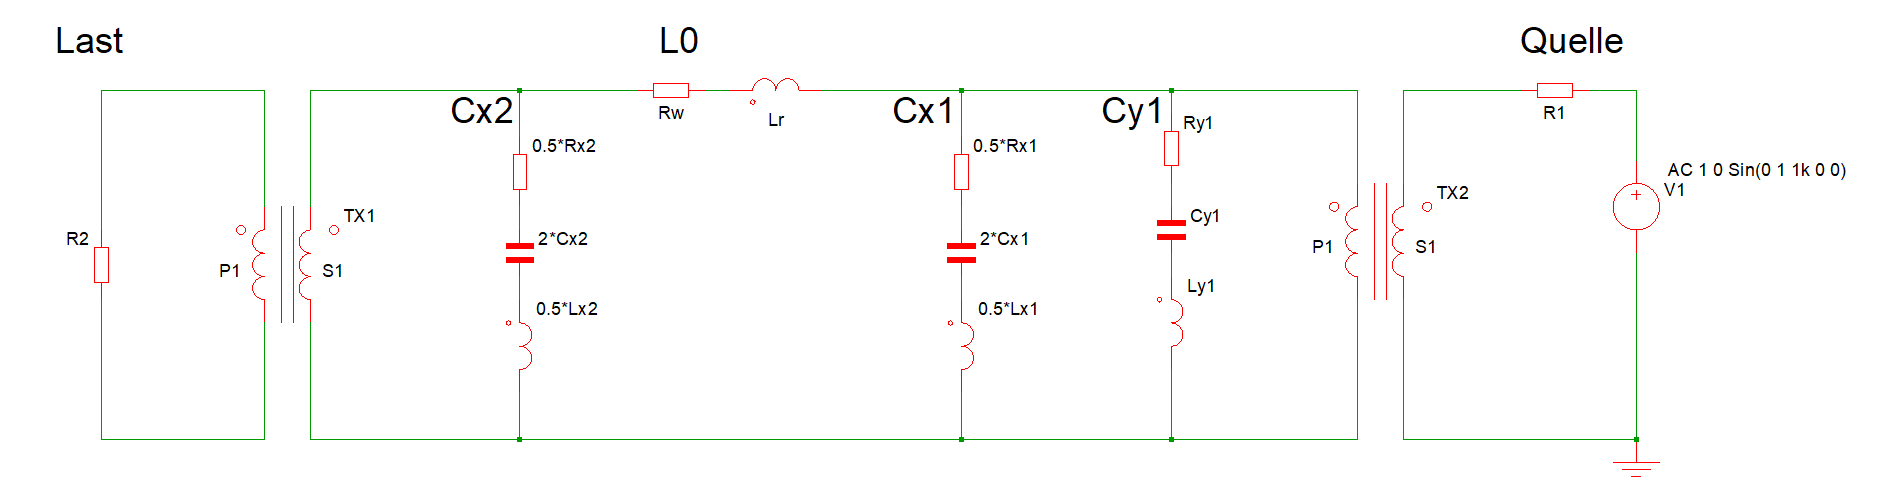 Last
L0
Quelle
Cx2
Rw
Lr
Cx1
Cy1
Ry1
R1
0.5*Rx2
0.5*Rx1
AC 1 0 Sin(0 1 1k 0 0)
V1
TX1
TX2
R2
2*Cx2
2*Cx1
Cy1
P1
S1
P1
S1
Ly1
0.5*Lx2
0.5*Lx1
+